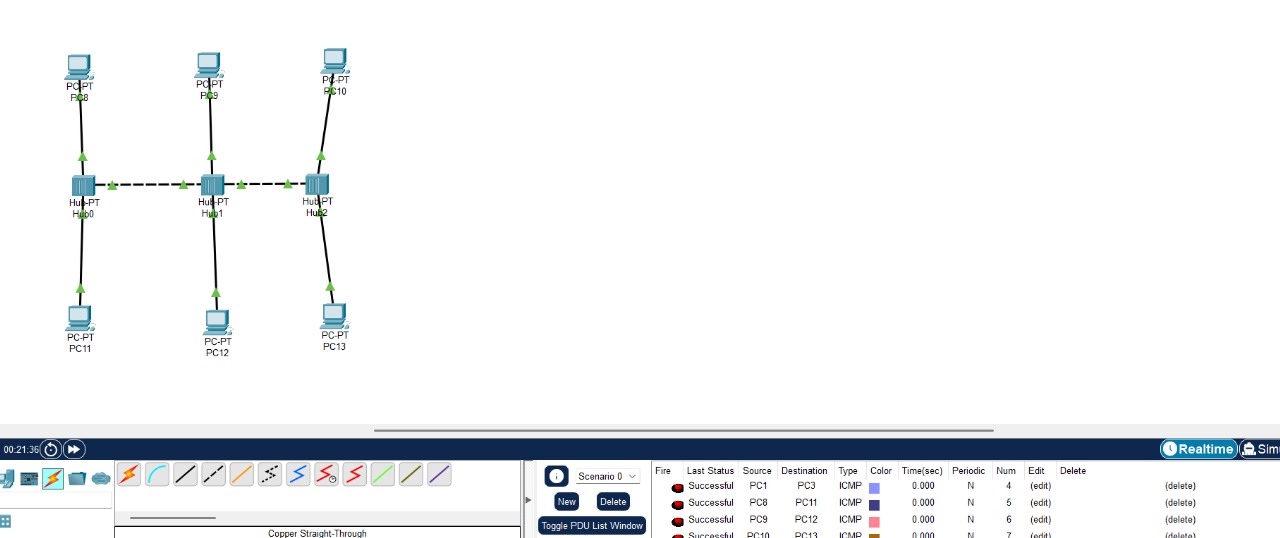 PC-PT
PC8
PC-PT
PC9
PC-PT
PC10
Hub-PT
Hub0
Hub-PT
Hub1
Hub-PT
Hub2
PC-PT
PC11
PC-PT
PC12
PC-PT
PC13
00:21:36
Realtime
Scenario 0
New
Delete
Toggle PDU List Window
Copper Straight-Through
Fire Last Status Source Destination Type Color Time(sec) Periodic Num Edit Delete
Successful PC1 PC3 ICMP 0.000 N 4 (edit) (delete)
Successful PC8 PC11 ICMP 0.000 N 5 (edit) (delete)
Successful PC9 PC12 ICMP 0.000 N 6 (edit) (delete)
Successful PC10 PC13 ICMP 0.000 N 7 (edit) (delete)